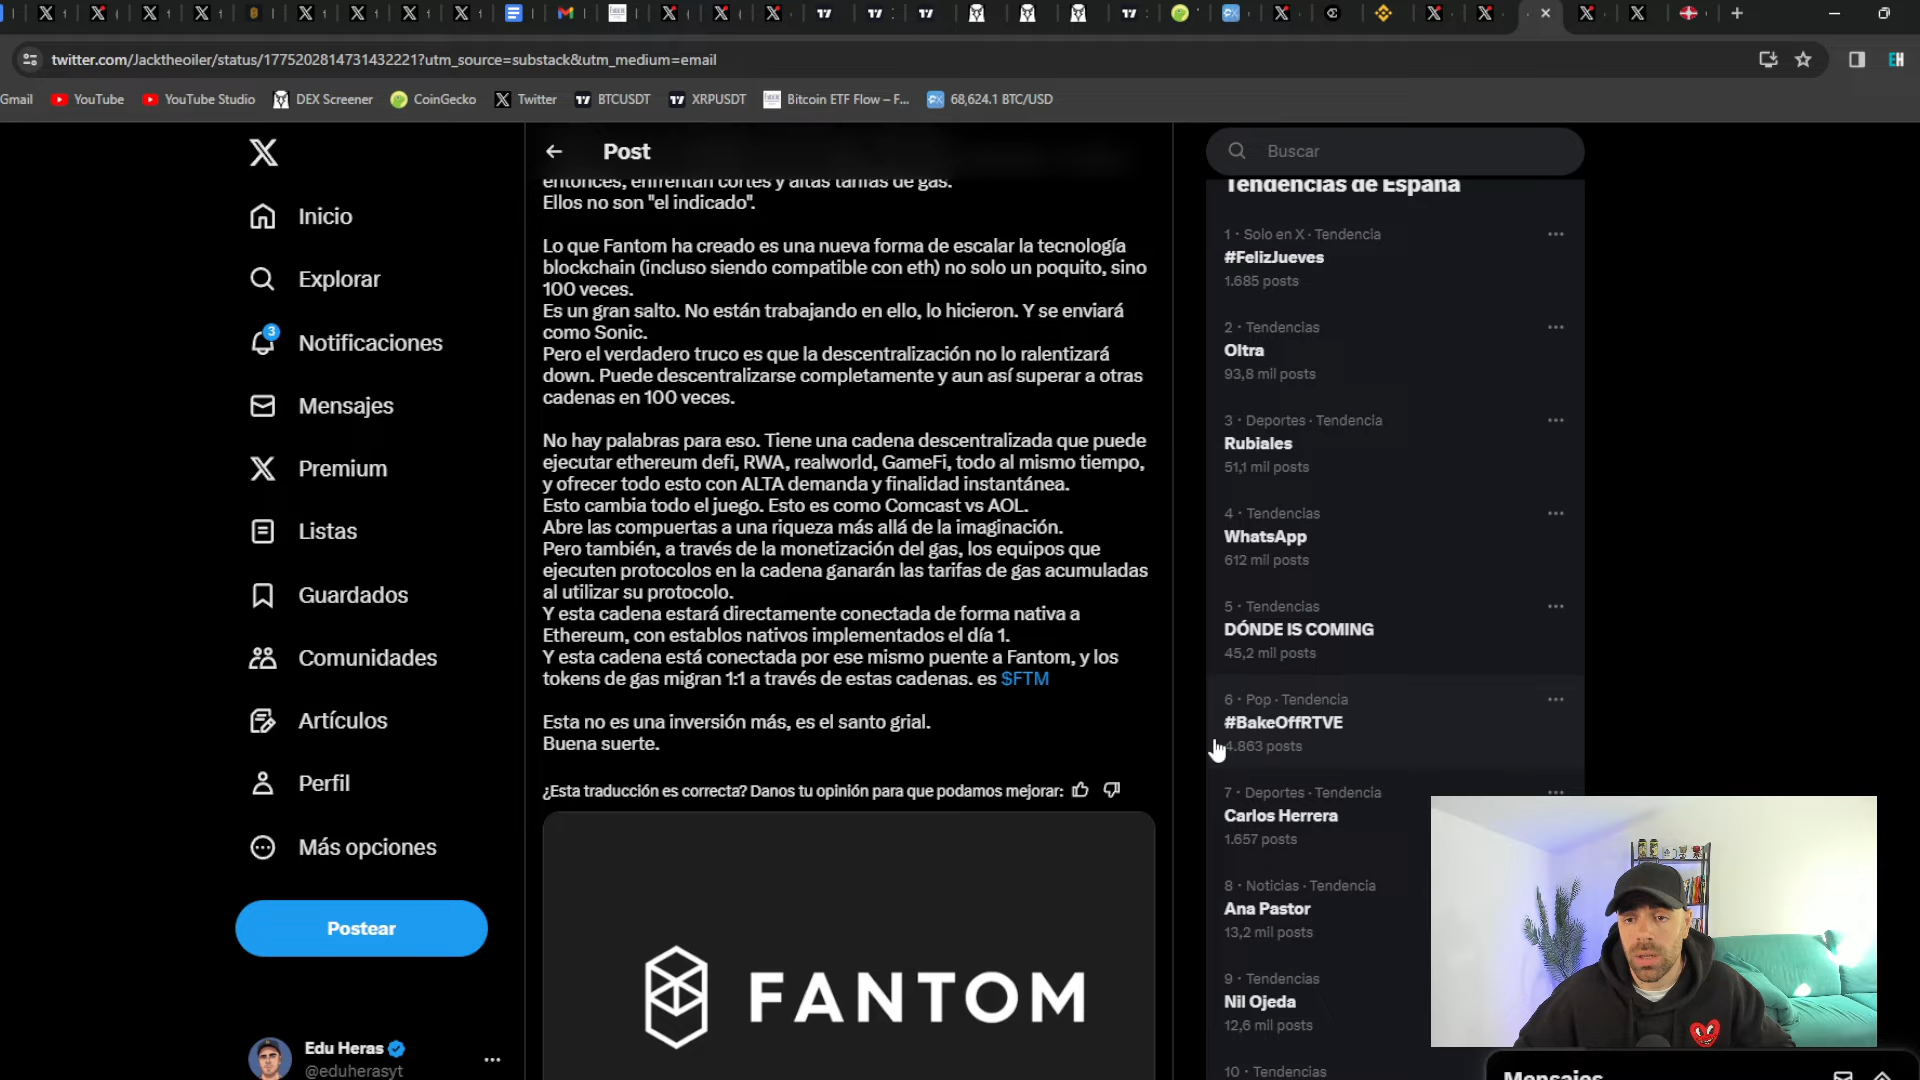 twitter.com/Jacktheoiler/status/1775202814731432221?utm_source=substack&utm_medium=email
Gmail YouTube YouTube Studio DEX Screener CoinGecko Twitter BTCUSDT XRPUSDT Bitcoin ETF Flow – F... 68,624.1 BTC/USD
Inicio
Explorar
3
Notificaciones
Mensajes
Premium
Listas
Guardados
Comunidades
Artículos
Perfil
Más opciones
Postear
Edu Heras
@eduherasyt
Post
entonces, enfrentan cortes y altas tarifas de gas.
Ellos no son "el indicado".
Lo que Fantom ha creado es una nueva forma de escalar la tecnología
blockchain (incluso siendo compatible con eth) no solo un poquito, sino
100 veces.
Es un gran salto. No están trabajando en ello, lo hicieron. Y se enviará
como Sonic.
Pero el verdadero truco es que la descentralización no lo ralentizará
down. Puede descentralizarse completamente y aun así superar a otras
cadenas en 100 veces.
No hay palabras para eso. Tiene una cadena descentralizada que puede
ejecutar ethereum defi, RWA, realworld, GameFi, todo al mismo tiempo,
y ofrecer todo esto con ALTA demanda y finalidad instantánea.
Esto cambia todo el juego. Esto es como Comcast vs AOL.
Abre las compuertas a una riqueza más allá de la imaginación.
Pero también, a través de la monetización del gas, los equipos que
ejecuten protocolos en la cadena ganarán las tarifas de gas acumuladas
al utilizar su protocolo.
Y esta cadena estará directamente conectada de forma nativa a
Ethereum, con establos nativos implementados el día 1.
Y esta cadena está conectada por ese mismo puente a Fantom, y los
tokens de gas migran 1:1 a través de estas cadenas. es $FTM
Esta no es una inversión más, es el santo grial.
Buena suerte.
¿Esta traducción es correcta? Danos tu opinión para que podamos mejorar:
FANTOM
Buscar
Tendencias de España
1 · Solo en X · Tendencia
#FelizJueves
1.685 posts
2 · Tendencias
Oltra
93,8 mil posts
3 · Deportes · Tendencia
Rubiales
51,1 mil posts
4 · Tendencias
WhatsApp
612 mil posts
5 · Tendencias
DÓNDE IS COMING
45,2 mil posts
6 · Pop · Tendencia
#BakeOffRTVE
4.863 posts
7 · Deportes · Tendencia
Carlos Herrera
1.657 posts
8 · Noticias · Tendencia
Ana Pastor
13,2 mil posts
9 · Tendencias
Nil Ojeda
12,6 mil posts
10 · Tendencias
Mensajes